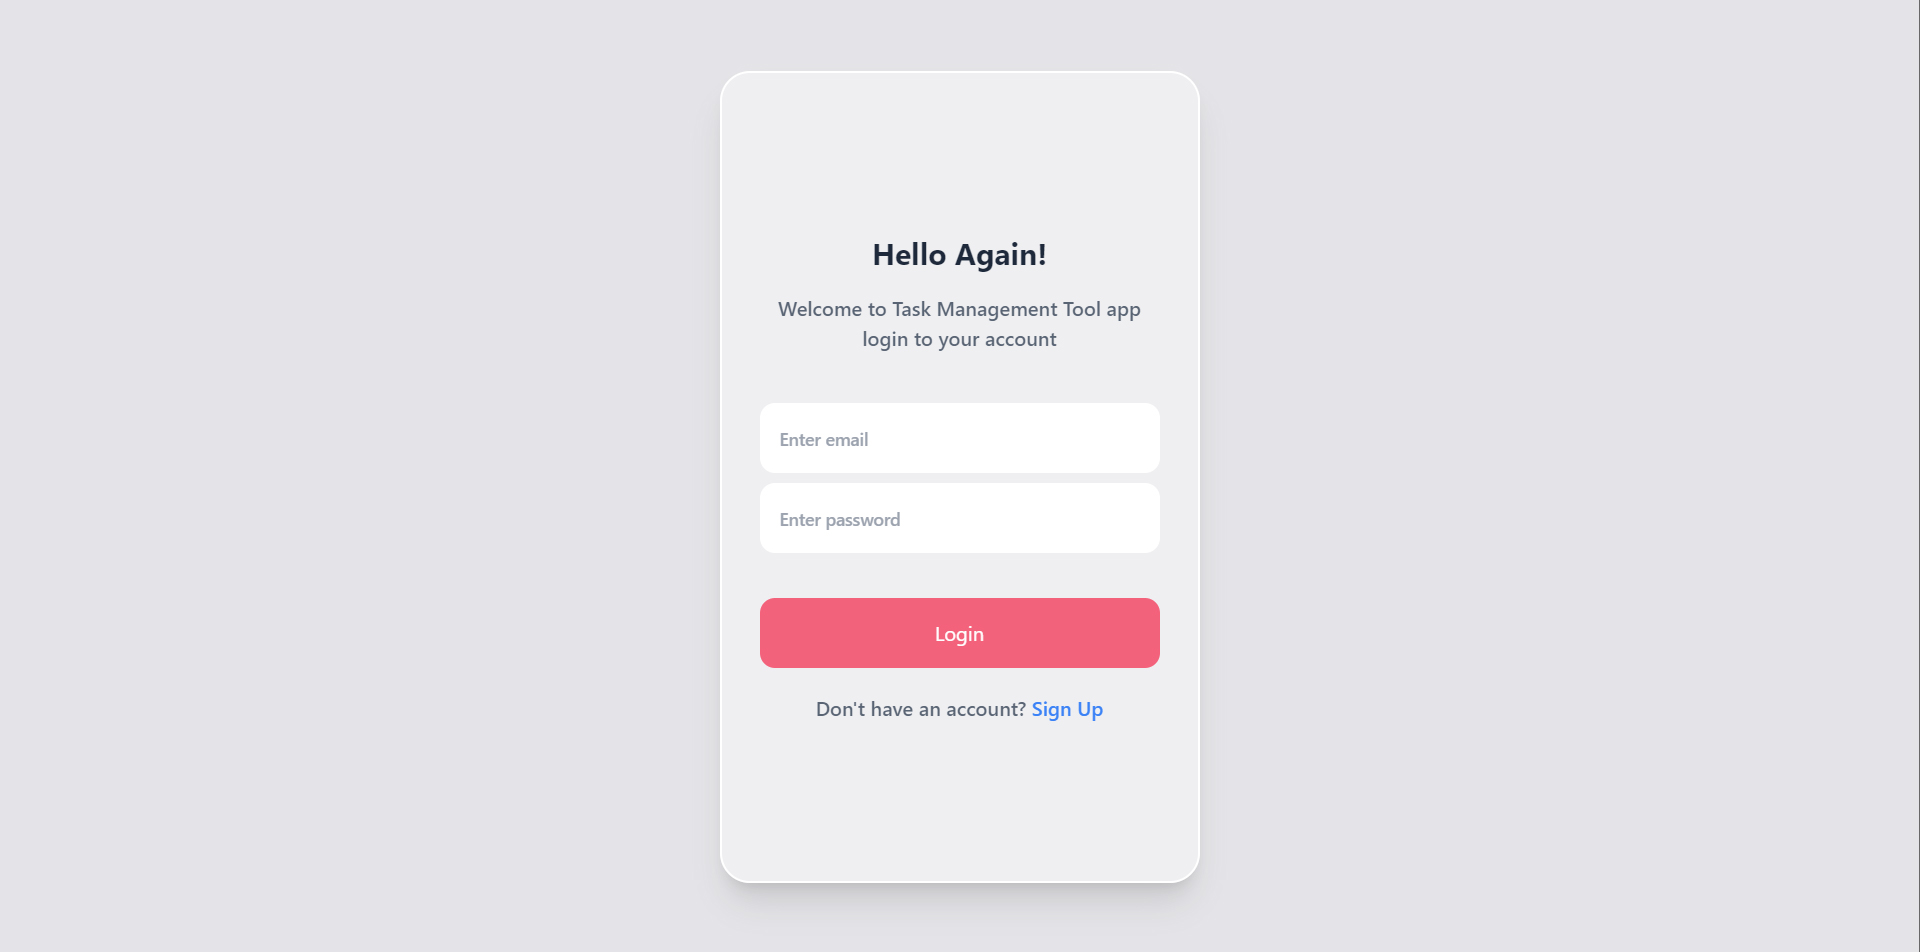 Hello Again!
Welcome to Task Management Tool app
login to your account
Enter email
Enter password
Login
Don't have an account? Sign Up